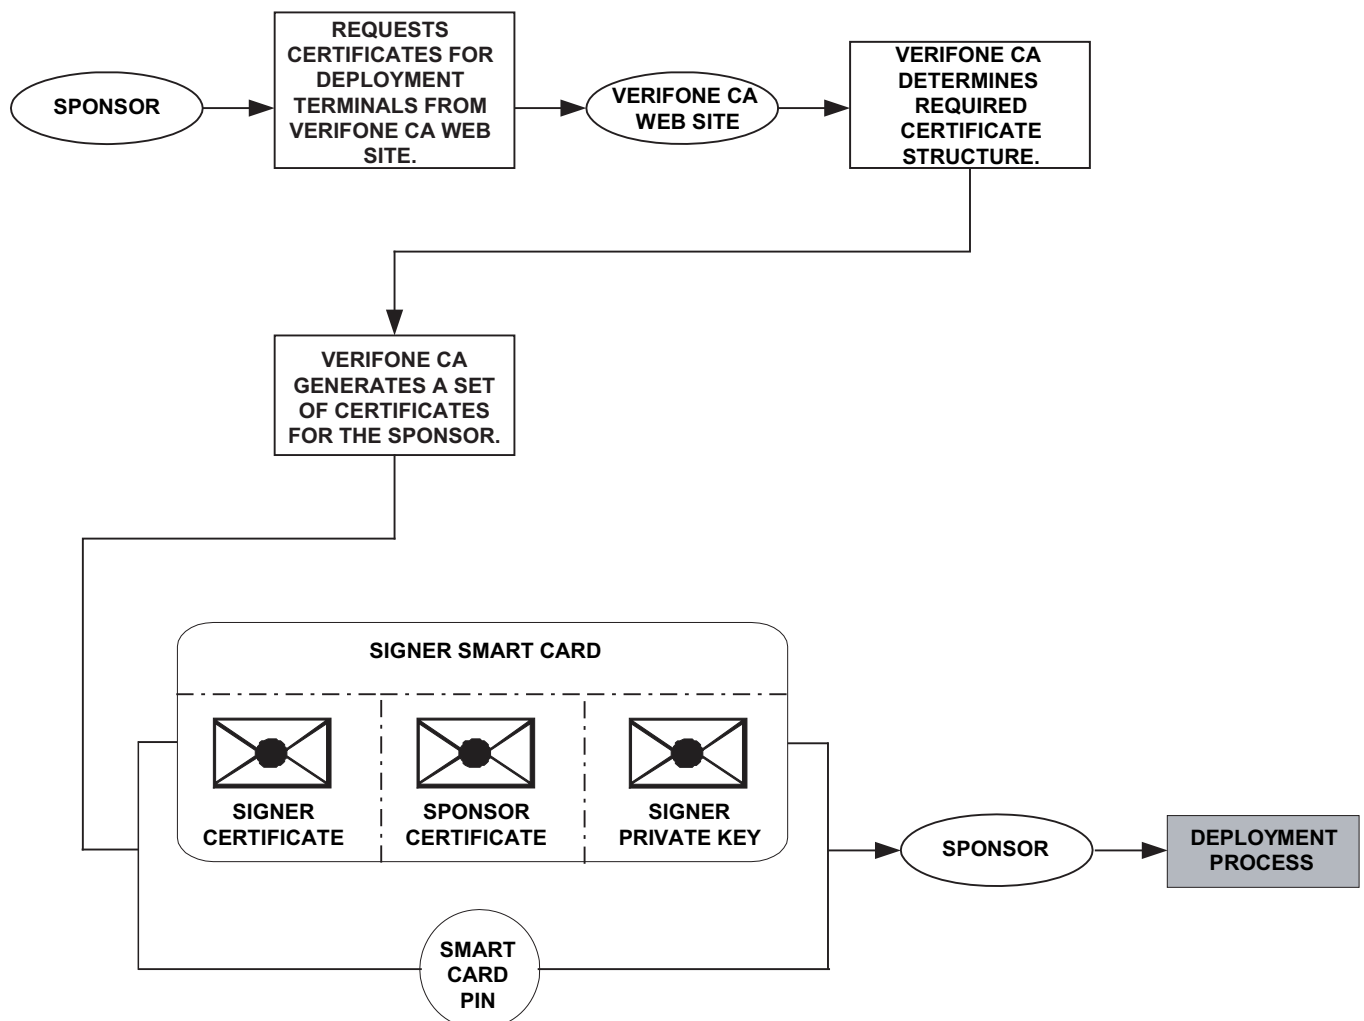 SPONSOR
REQUESTS
CERTIFICATES FOR
DEPLOYMENT
TERMINALS FROM
VERIFONE CA WEB
SITE.
VERIFONE CA
WEB SITE
VERIFONE CA
DETERMINES
REQUIRED
CERTIFICATE
STRUCTURE.
VERIFONE CA
GENERATES A SET
OF CERTIFICATES
FOR THE SPONSOR.
SIGNER SMART CARD
SIGNER
CERTIFICATE
SPONSOR
CERTIFICATE
SIGNER
PRIVATE KEY
SMART
CARD
PIN
SPONSOR
DEPLOYMENT
PROCESS